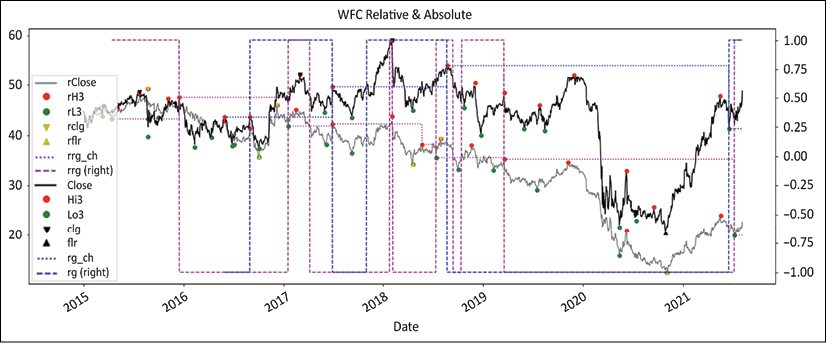 WFC Relative & Absolute
60
50
40
30
20
1.00
0.75
0.50
0.25
0.00
−0.25
−0.50
−0.75
−1.00
rClose
rH3
rL3
rclg
rflr
rrg_ch
rrg (right)
Close
Hi3
Lo3
clg
flr
rg_ch
rg (right)
2015
2016
2017
2018
2019
2020
2021
Date